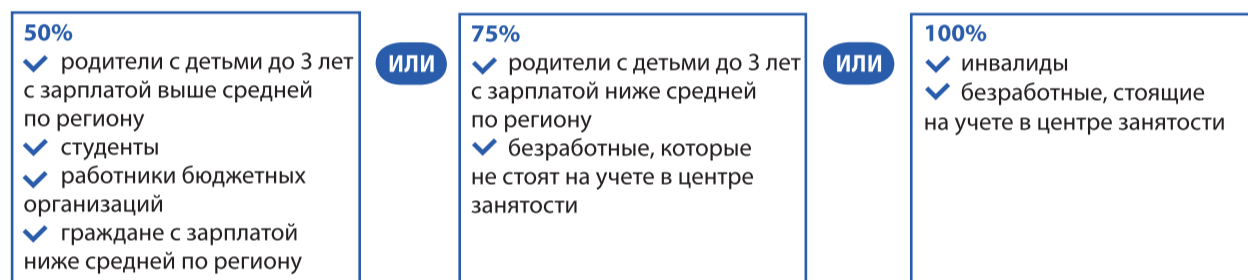 50%
родители с детьми до 3 лет
с зарплатой выше средней
по региону
студенты
работники бюджетных
организаций
граждане с зарплатой
ниже средней по региону
ИЛИ
75%
родители с детьми до 3 лет
с зарплатой ниже средней
по региону
безработные, которые
не стоят на учете в центре
занятости
ИЛИ
100%
инвалиды
безработные, стоящие
на учете в центре занятости